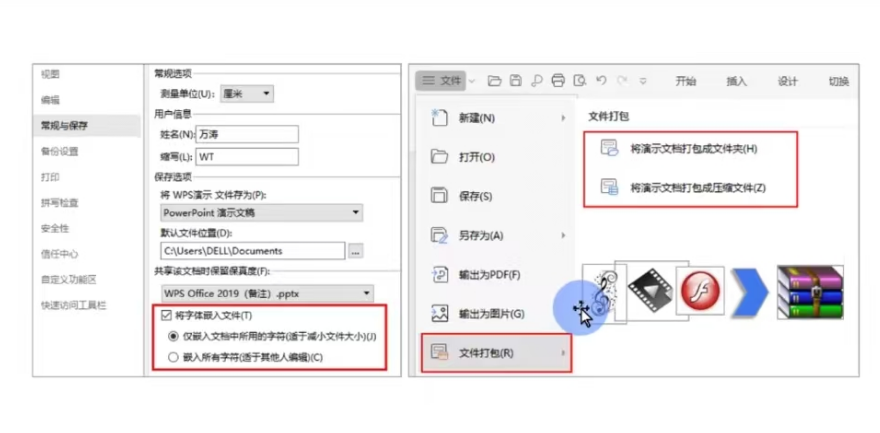 视图
编辑
常规与保存
备份设置
打印
拼写检查
安全性
信任中心
自定义功能区
快速访问工具栏
常规选项
测量单位(U): 厘米
用户信息
姓名(N): 万涛
缩写(L): WT
保存选项
将 WPS演示 文件存为(P):
PowerPoint 演示文稿
默认文件位置(D):
C:\Users\DELL\Documents ...
共享该文档时保留保真度(F):
WPS Office 2019（备注）.pptx
将字体嵌入文件(T)
仅嵌入文档中所用的字符(适于减小文件大小)(J)
嵌入所有字符(适于其他人编辑)(C)
文件 开始 插入 设计 切换
新建(N)
打开(O)
保存(S)
另存为(A)
输出为PDF(F)
输出为图片(G)
文件打包(R)
文件打包
将演示文档打包成文件夹(H)
将演示文档打包成压缩文件(Z)